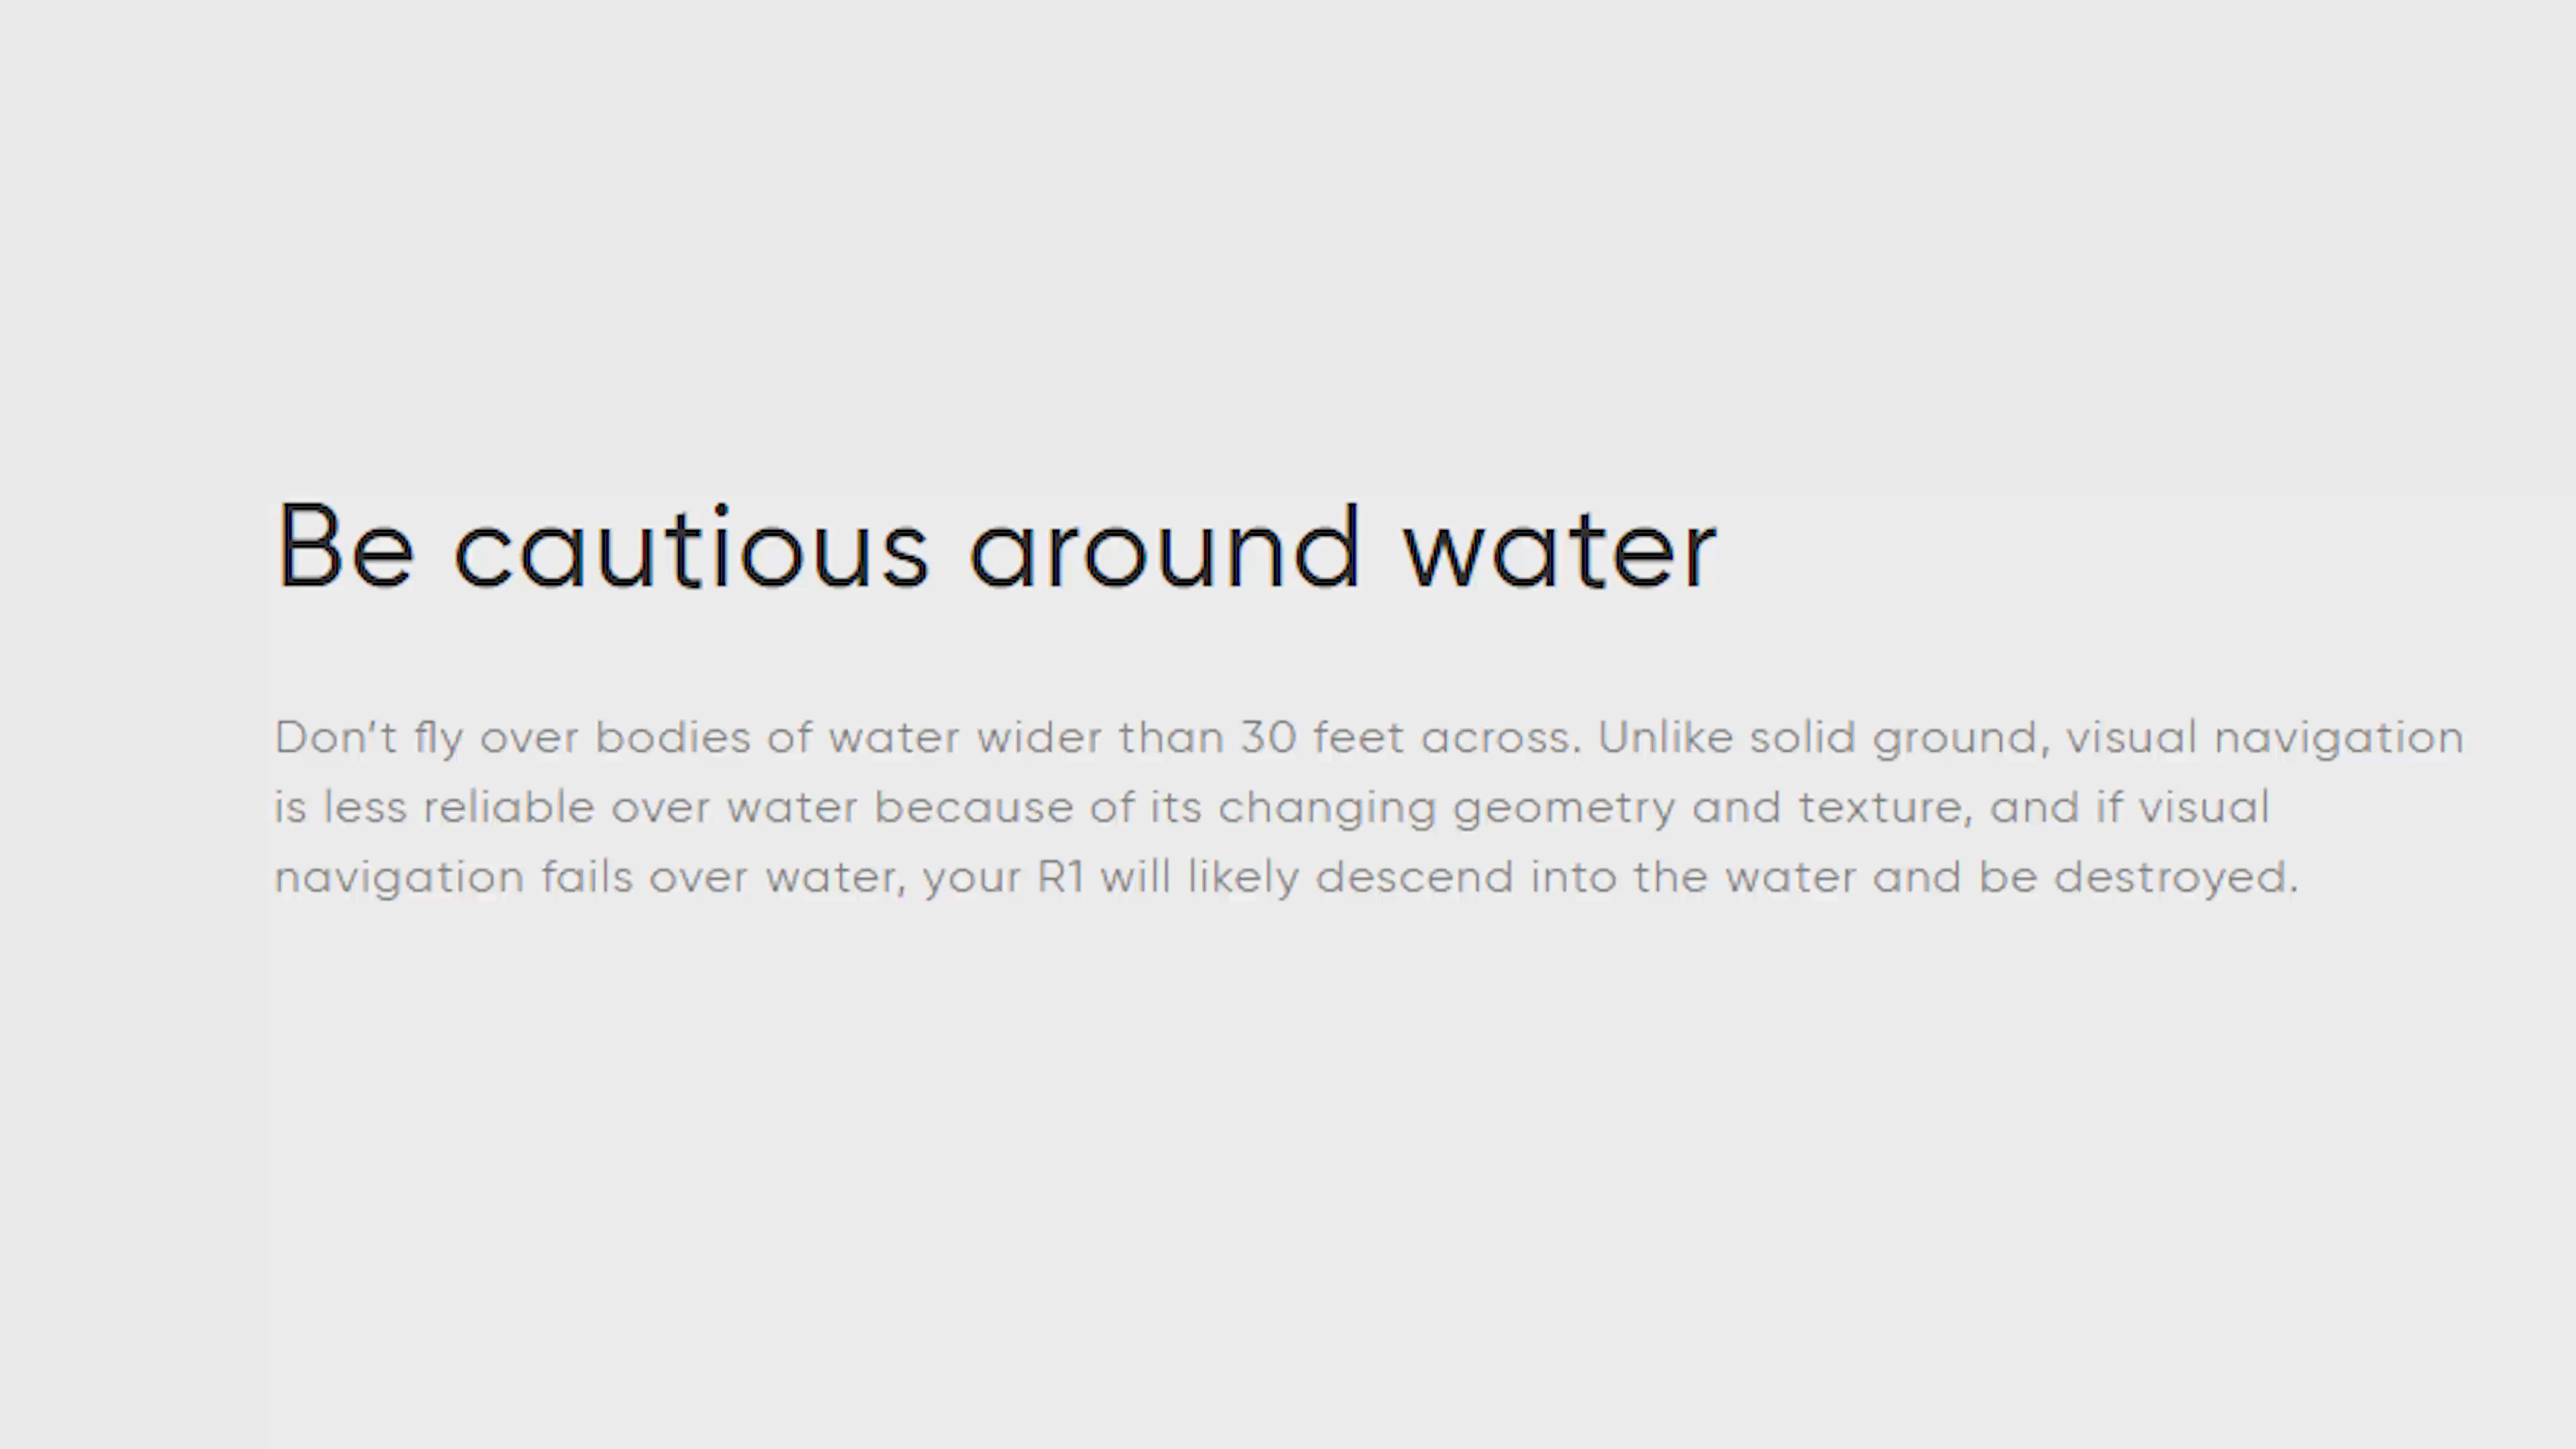 Be cautious around water
Don't fly over bodies of water wider than 30 feet across. Unlike solid ground, visual navigation
is less reliable over water because of its changing geometry and texture, and if visual
navigation fails over water, your R1 will likely descend into the water and be destroyed.